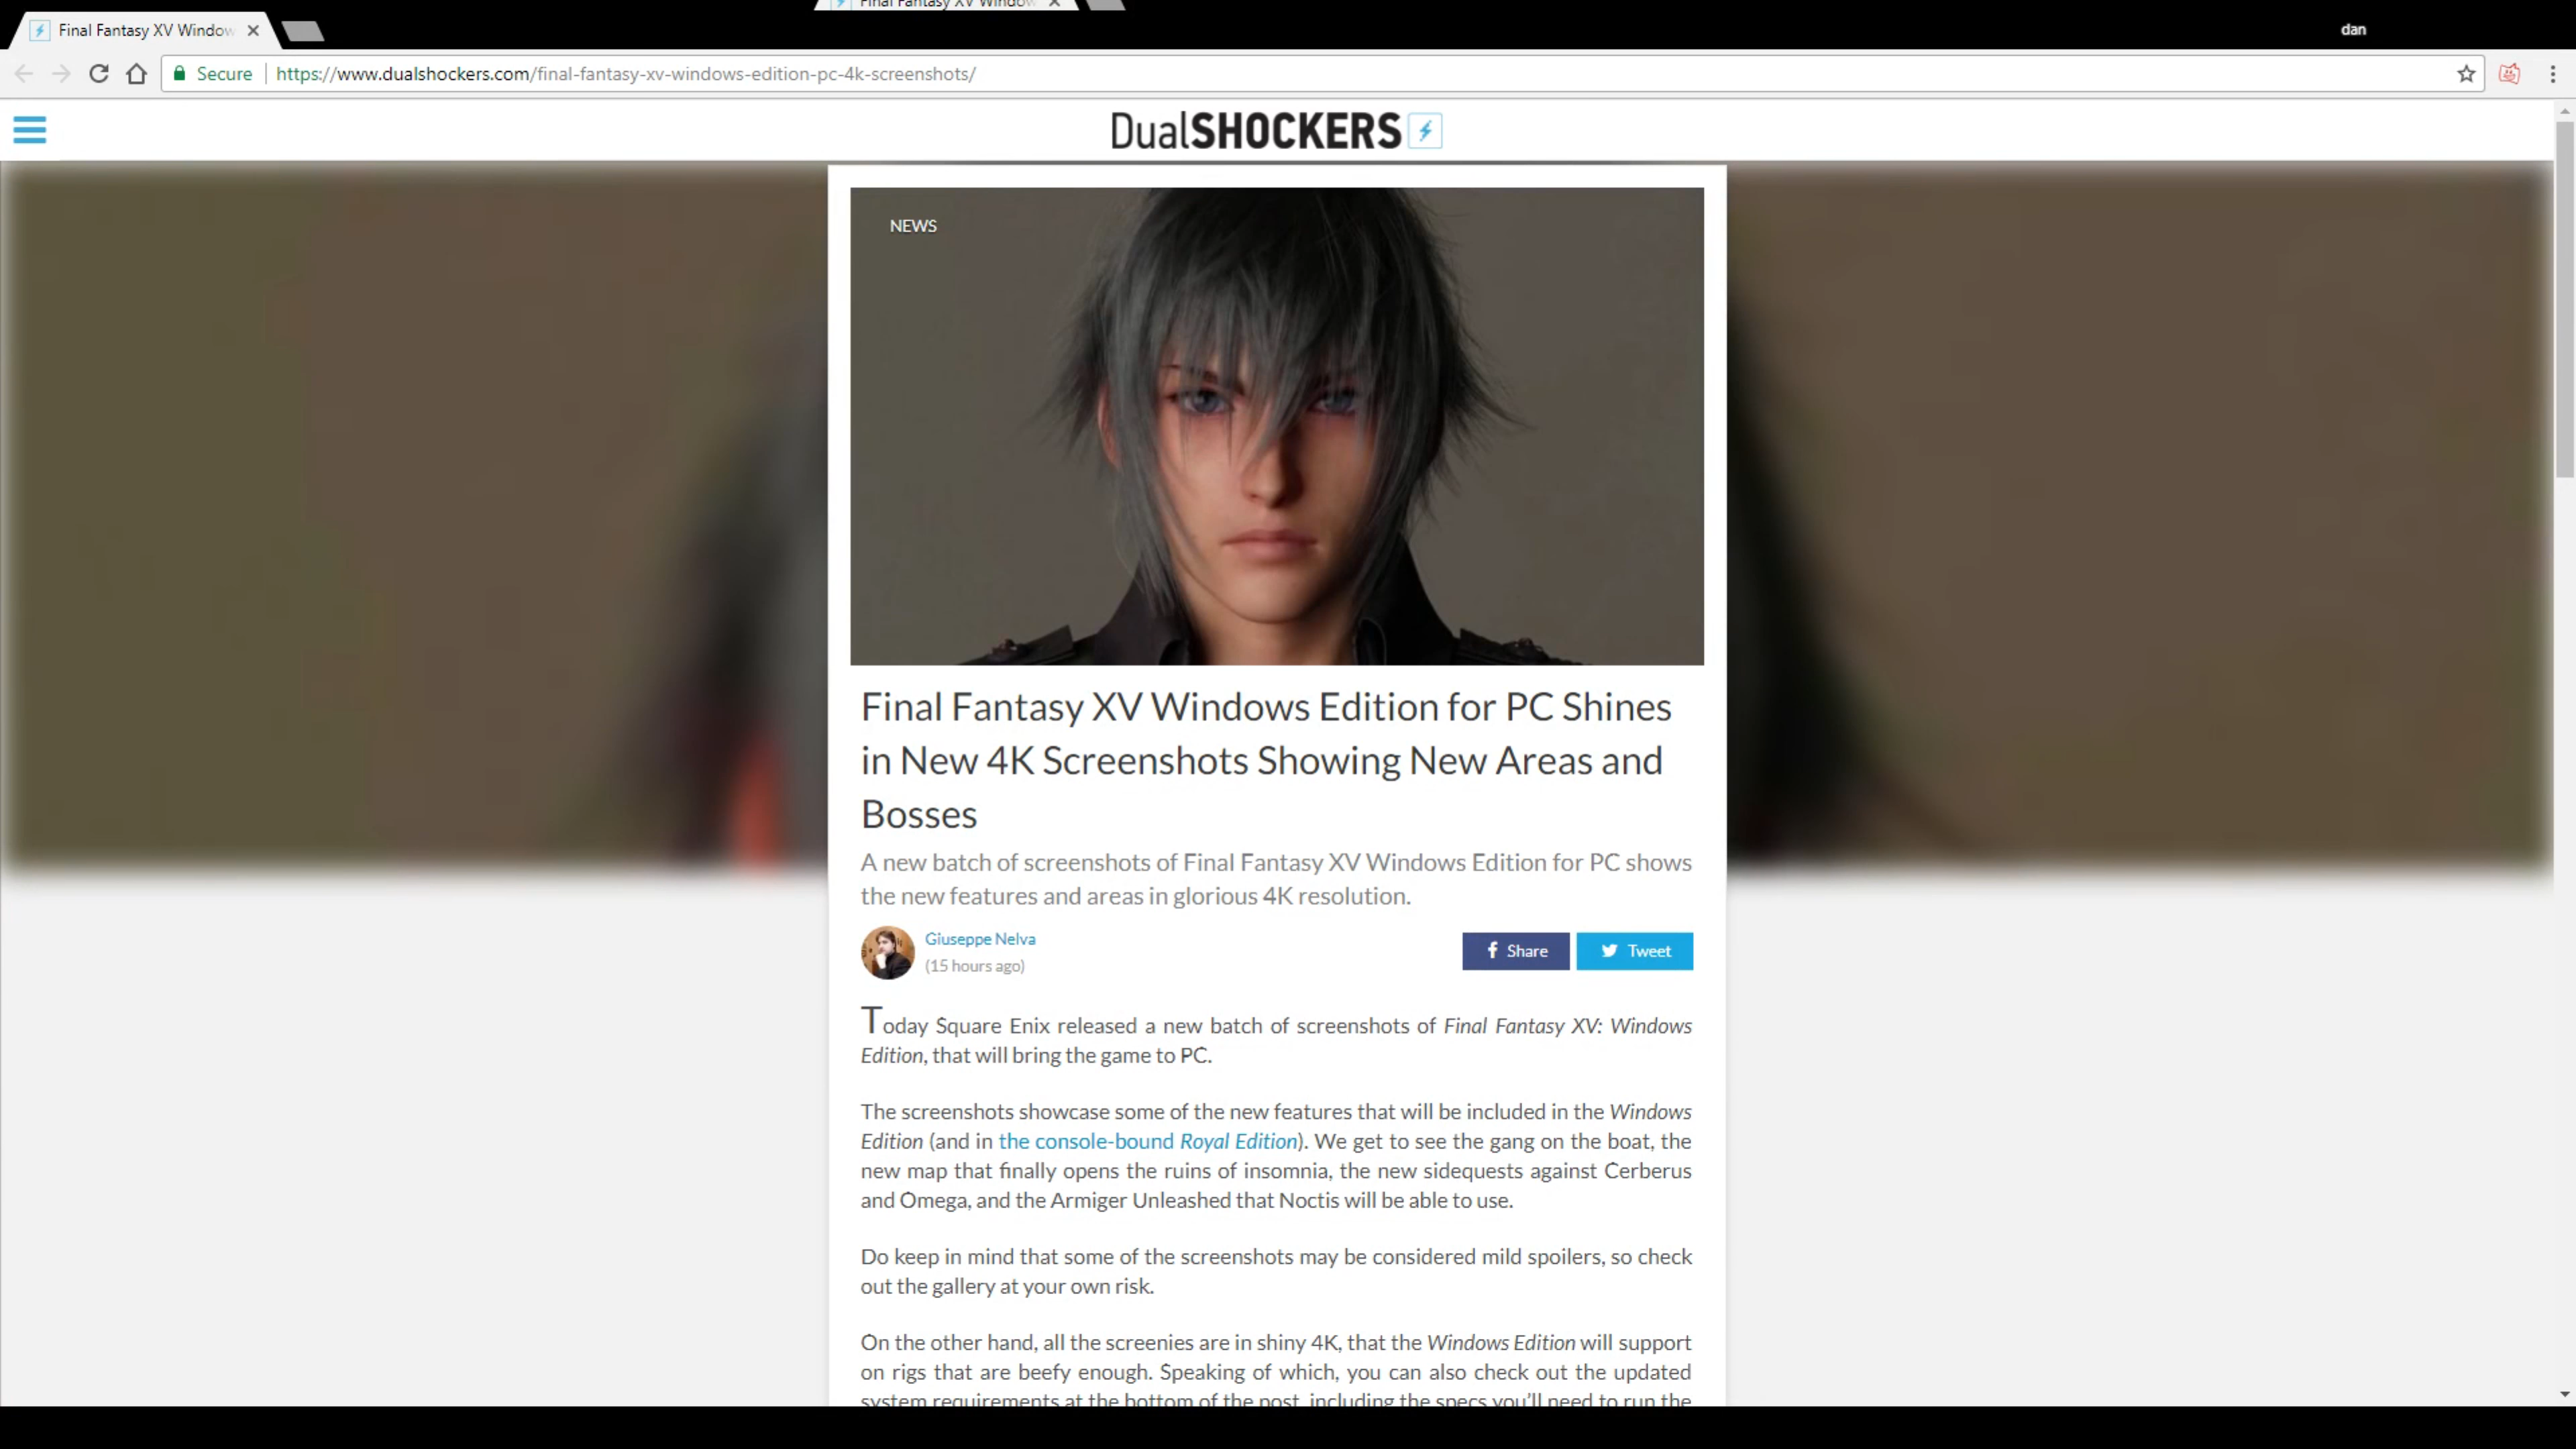 Final Fantasy XV Window
Final Fantasy XV Window
dan
Secure https://www.dualshockers.com/final-fantasy-xv-windows-edition-pc-4k-screenshots/
DualSHOCKERS
NEWS
Final Fantasy XV Windows Edition for PC Shines
in New 4K Screenshots Showing New Areas and
Bosses
A new batch of screenshots of Final Fantasy XV Windows Edition for PC shows
the new features and areas in glorious 4K resolution.
Giuseppe Nelva
(15 hours ago)
Share
Tweet
Today Square Enix released a new batch of screenshots of Final Fantasy XV: Windows
Edition, that will bring the game to PC.
The screenshots showcase some of the new features that will be included in the Windows
Edition (and in the console-bound Royal Edition). We get to see the gang on the boat, the
new map that finally opens the ruins of insomnia, the new sidequests against Cerberus
and Omega, and the Armiger Unleashed that Noctis will be able to use.
Do keep in mind that some of the screenshots may be considered mild spoilers, so check
out the gallery at your own risk.
On the other hand, all the screenies are in shiny 4K, that the Windows Edition will support
on rigs that are beefy enough. Speaking of which, you can also check out the updated
system requirements at the bottom of the post, including the specs you'll need to run the